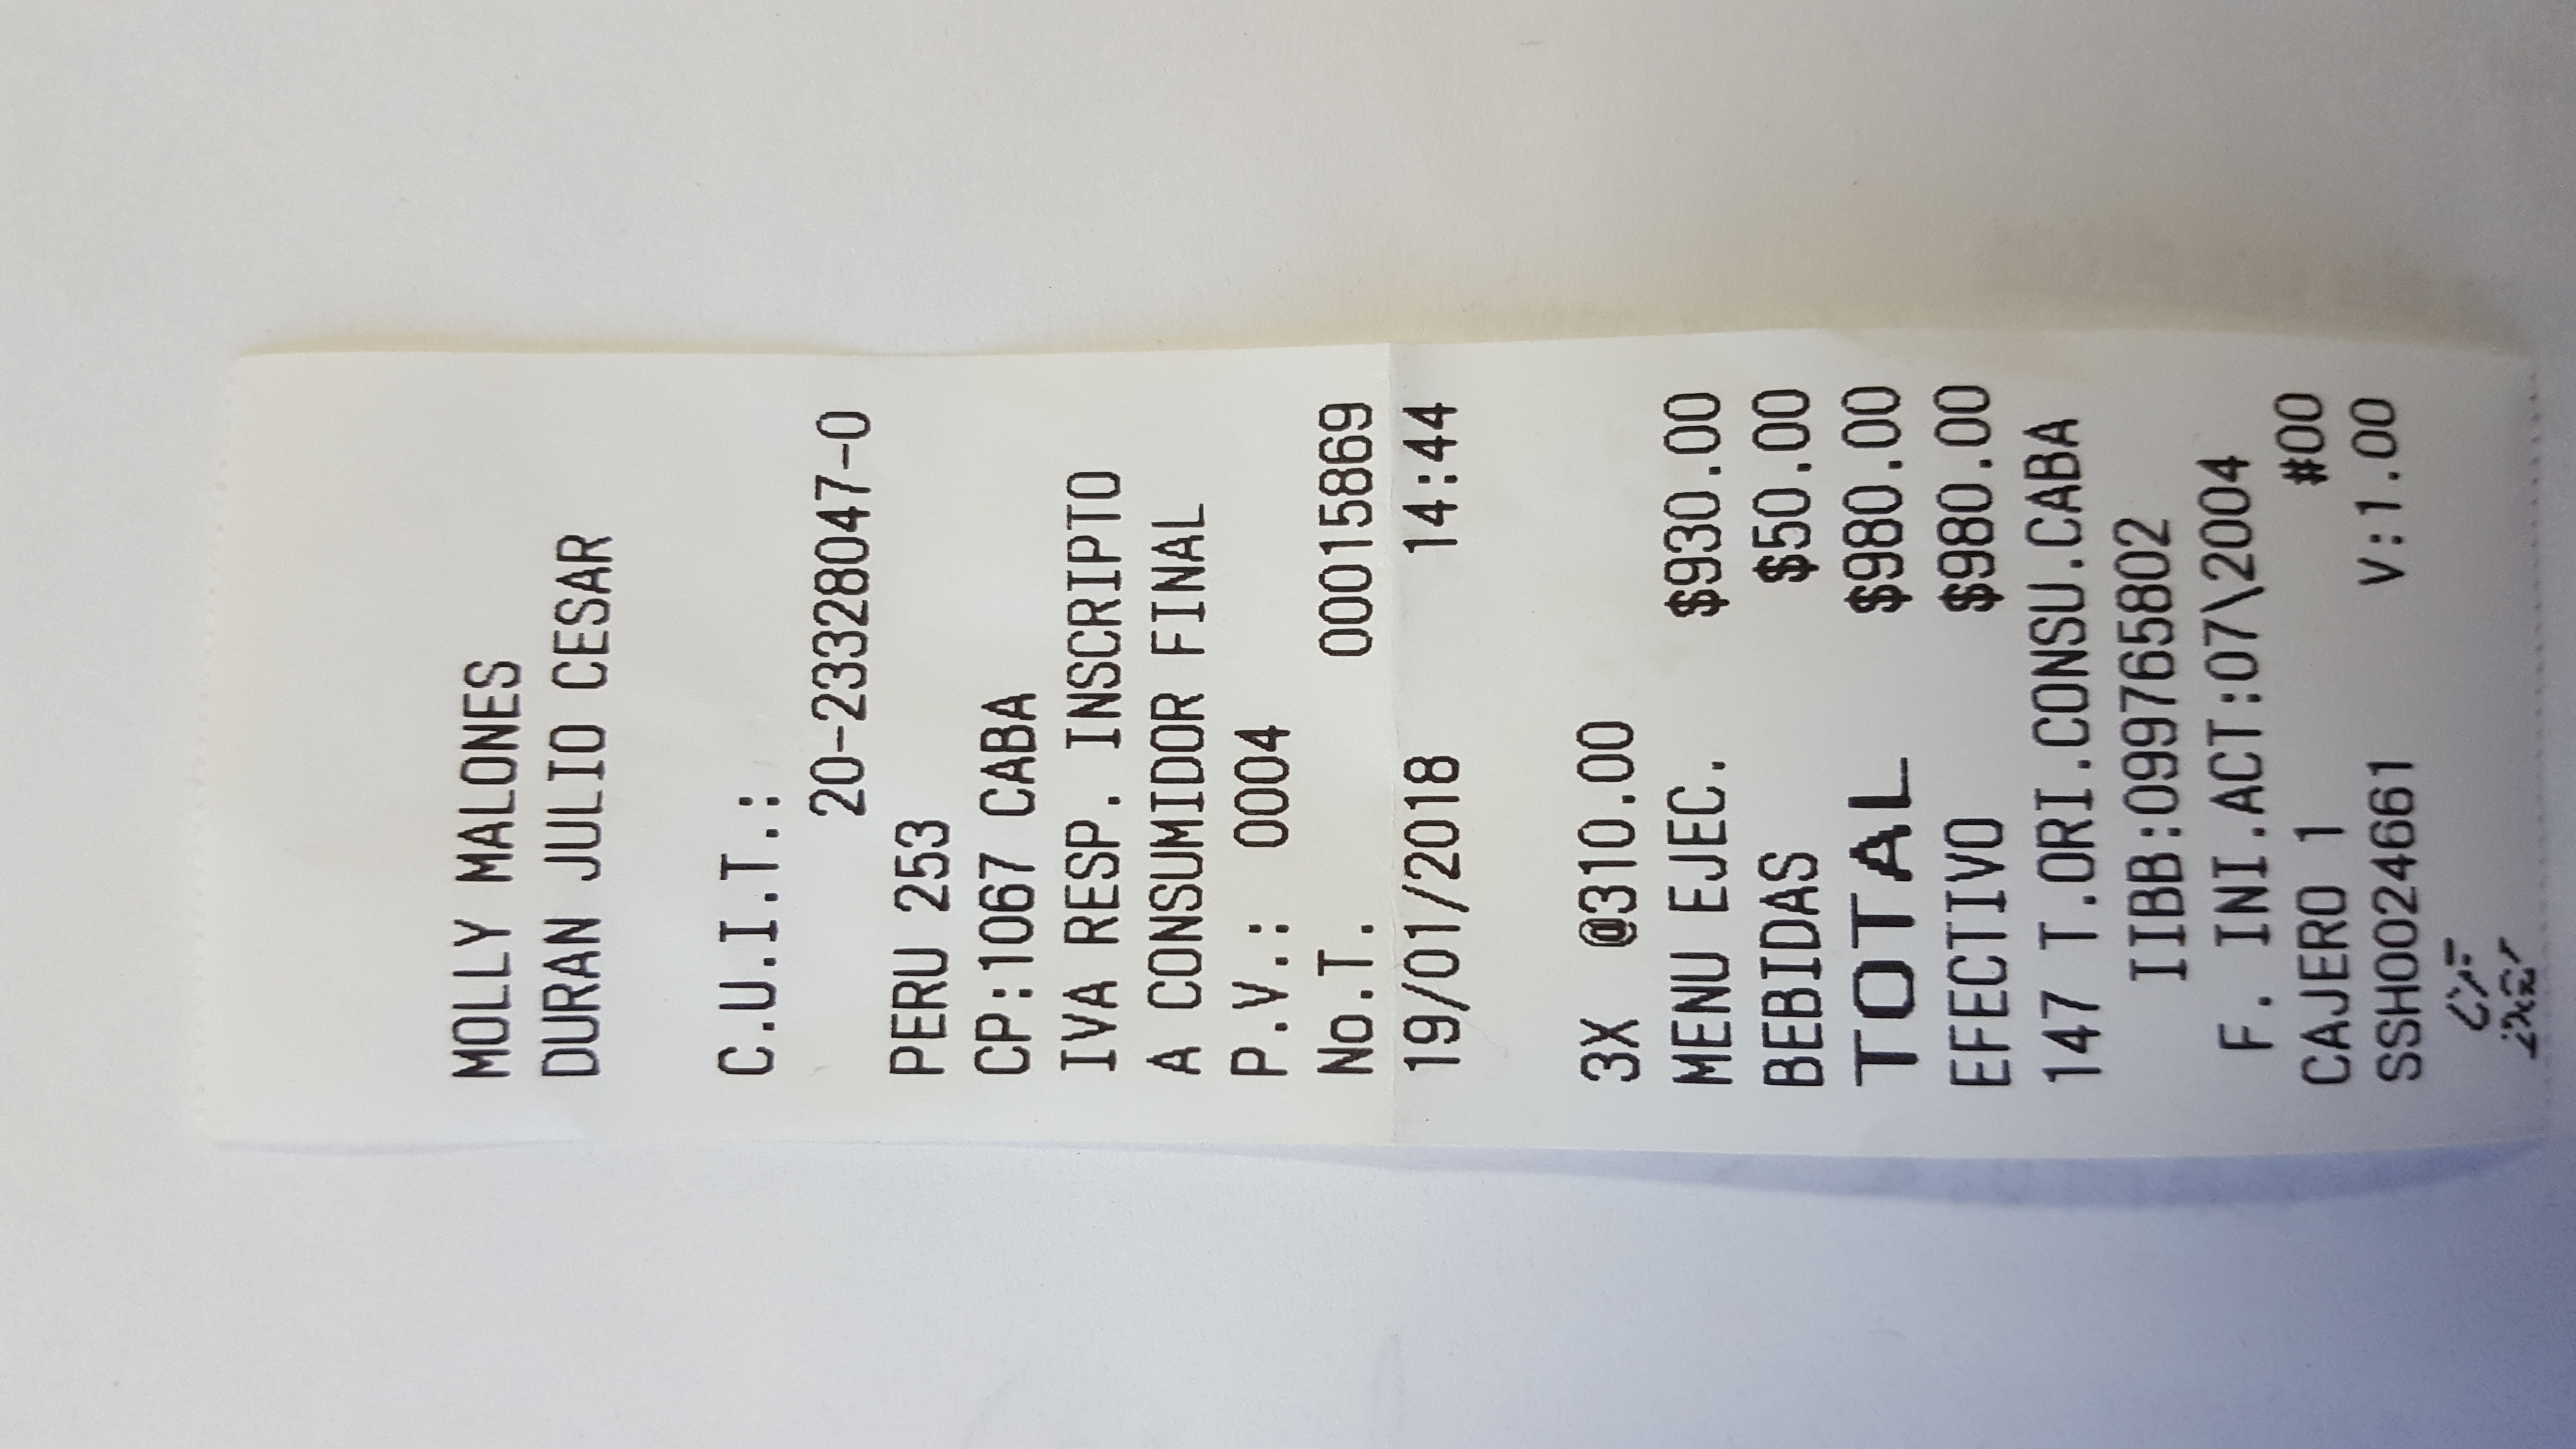 MOLLY MALONES
DURAN JULIO CESAR
C.U.I.T.:
20-23328047-0
PERU 253
CP:1067 CABA
IVA RESP. INSCRIPTO
A CONSUMIDOR FINAL
P.V.: 0004
No.T. 00015869
19/01/2018 14:44
3X @310.00
MENU EJEC. $930.00
BEBIDAS $50.00
TOTAL $980.00
EFECTIVO $980.00
147 T.ORI.CONSU.CABA
IIBB:099765802
F. INI.ACT:07\2004
CAJERO 1 #00
SSH0024661 V:1.00
CF